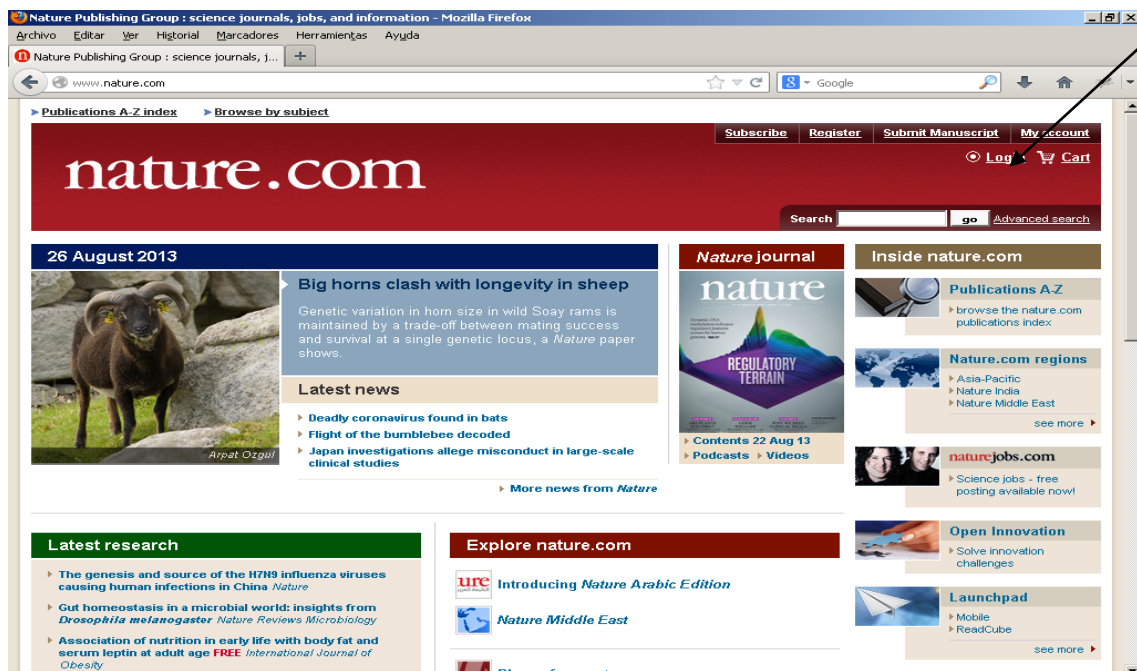 Nature Publishing Group : science journals, jobs, and information - Mozilla Firefox
Archivo Editar Ver Historial Marcadores Herramientas Ayuda
Nature Publishing Group : science journals, j...
www.nature.com
Google
Publications A-Z index Browse by subject
Subscribe Register Submit Manuscript My account
nature.com
Cart
Search go Advanced search
26 August 2013
Big horns clash with longevity in sheep
Genetic variation in horn size in wild Soay rams is
maintained by a trade-off between mating success
and survival at a single genetic locus, a Nature paper
shows.
Arpat Ozgul
Latest news
Deadly coronavirus found in bats
Flight of the bumblebee decoded
Japan investigations allege misconduct in large-scale
clinical studies
More news from Nature
Nature journal
nature
REGULATORY
TERRAIN
Contents 22 Aug 13
Podcasts Videos
Inside nature.com
Publications A-Z
browse the nature.com
publications index
Nature.com regions
Asia-Pacific
Nature India
Nature Middle East
see more
naturejobs.com
Science jobs - free
posting available now!
Open Innovation
Solve innovation
challenges
Launchpad
Mobile
ReadCube
see more
Latest research
The genesis and source of the H7N9 influenza viruses
causing human infections in China Nature
Gut homeostasis in a microbial world: insights from
Drosophila melanogaster Nature Reviews Microbiology
Association of nutrition in early life with body fat and
serum leptin at adult age FREE International Journal of
Obesity
Explore nature.com
ure
Introducing Nature Arabic Edition
Nature Middle East